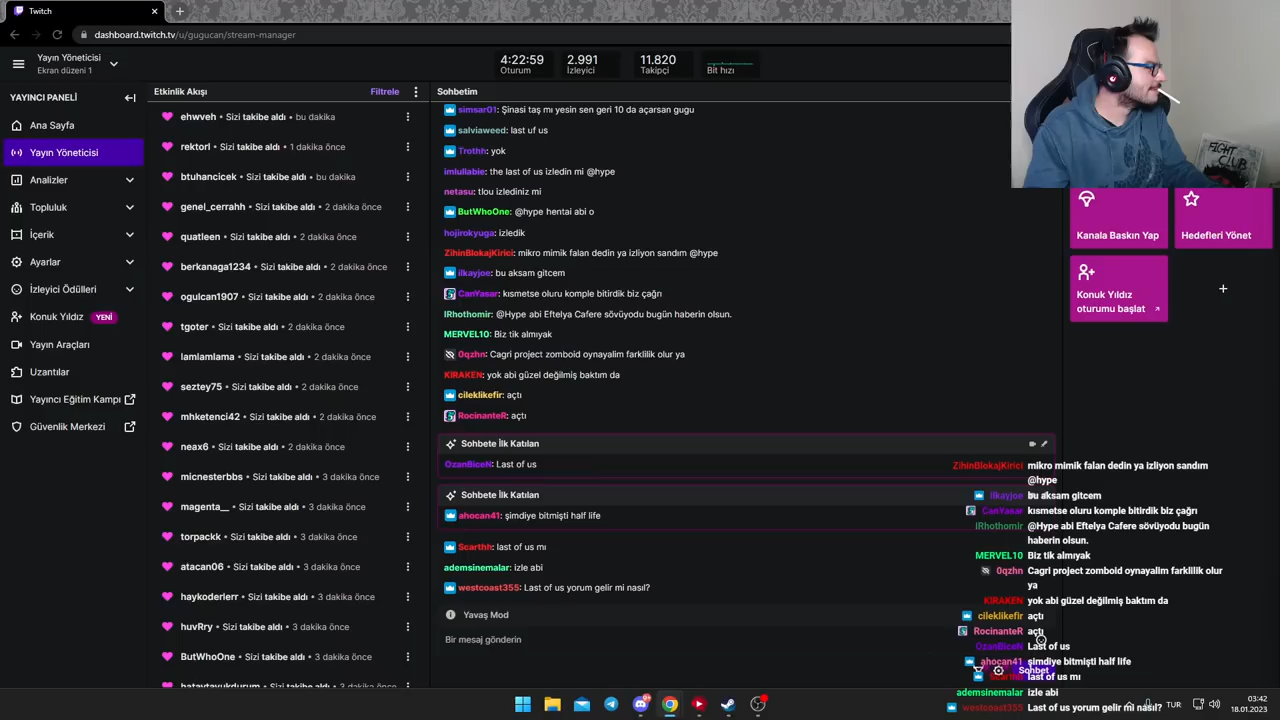 Twitch
dashboard.twitch.tv/u/gugucan/stream-manager
Yayın Yöneticisi
Ekran düzeni 1
4:22:59
Oturum
2.991
İzleyici
11.820
Takipçi
Bit hızı
YAYINCI PANELİ
Ana Sayfa
Yayın Yöneticisi
Analizler
Topluluk
İçerik
Ayarlar
İzleyici Ödülleri
Konuk Yıldız YENİ
Yayın Araçları
Uzantılar
Yayıncı Eğitim Kampı
Güvenlik Merkezi
Etkinlik Akışı
Filtrele
ehwveh • Sizi takibe aldı • bu dakika
rektorl • Sizi takibe aldı • 1 dakika önce
btuhancicek • Sizi takibe aldı • bu dakika
genel_cerrahh • Sizi takibe aldı • 2 dakika önce
quatleen • Sizi takibe aldı • 2 dakika önce
berkanaga1234 • Sizi takibe aldı • 2 dakika önce
ogulcan1907 • Sizi takibe aldı • 2 dakika önce
tgoter • Sizi takibe aldı • 2 dakika önce
lamlamlama • Sizi takibe aldı • 2 dakika önce
seztey75 • Sizi takibe aldı • 2 dakika önce
mhketenci42 • Sizi takibe aldı • 2 dakika önce
neax6 • Sizi takibe aldı • 2 dakika önce
micnesterbbs • Sizi takibe aldı • 3 dakika önce
magenta__ • Sizi takibe aldı • 3 dakika önce
torpackk • Sizi takibe aldı • 3 dakika önce
atacan06 • Sizi takibe aldı • 3 dakika önce
haykoderlerr • Sizi takibe aldı • 3 dakika önce
huvRry • Sizi takibe aldı • 3 dakika önce
ButWhoOne • Sizi takibe aldı • 3 dakika önce
hataytayukdurum • Sizi takibe aldı • 3 dakika önce
Sohbetim
simsar01: Şinasi taş mı yesin sen geri 10 da açarsan gugu
salviaweed: last uf us
Trothh: yok
imlullabie: the last of us izledin mi @hype
netasu: tlou izlediniz mi
ButWhoOne: @hype hentai abi o
hojirokyuga: izledik
ZihinBlokajKirici: mikro mimik falan dedin ya izliyon sandım @hype
ilkayjoe: bu aksam gitcem
CanYasar: kısmetse oluru komple bitirdik biz çağrı
IRhothomir: @Hype abi Eftelya Cafere sövüyodu bugün haberin olsun.
MERVEL10: Biz tik almıyak
0qzhn: Cagri project zomboid oynayalim farklilik olur ya
KIRAKEN: yok abi güzel değilmiş baktım da
cileklikefir: açtı
RocinanteR: açtı
Sohbete İlk Katılan
OzanBiceN: Last of us
Sohbete İlk Katılan
ahocan41: şimdiye bitmişti half life
Scarthh: last of us mı
ademsinemalar: izle abi
westcoast355: Last of us yorum gelir mi nasıl?
Yavaş Mod
Bir mesaj gönderin
Sohbet
FIGHT
CLUB
Kanala Baskın Yap
Hedefleri Yönet
Konuk Yıldız
oturumu başlat
ZihinBlokajKirici mikro mimik falan dedin ya izliyon sandım
@hype
ilkayjoe bu aksam gitcem
CanYasar kısmetse oluru komple bitirdik biz çağrı
IRhothomir @Hype abi Eftelya Cafere sövüyodu bugün
haberin olsun.
MERVEL10 Biz tik almıyak
0qzhn Cagri project zomboid oynayalim farklilik olur
ya
KIRAKEN yok abi güzel değilmiş baktım da
cileklikefir açtı
RocinanteR açtı
OzanBiceN Last of us
ahocan41 şimdiye bitmişti half life
Scarthh last of us mı
ademsinemalar izle abi
westcoast355 Last of us yorum gelir mi nasıl?
TUR
03:42
18.01.2023